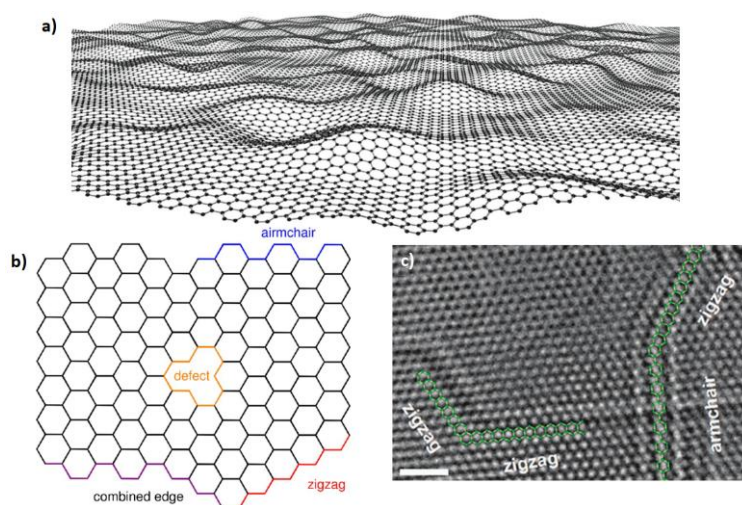 a)
airmchair
b)
defect
combined edge
zigzag
c)
zigzag
zigzag
zigzag
armchair